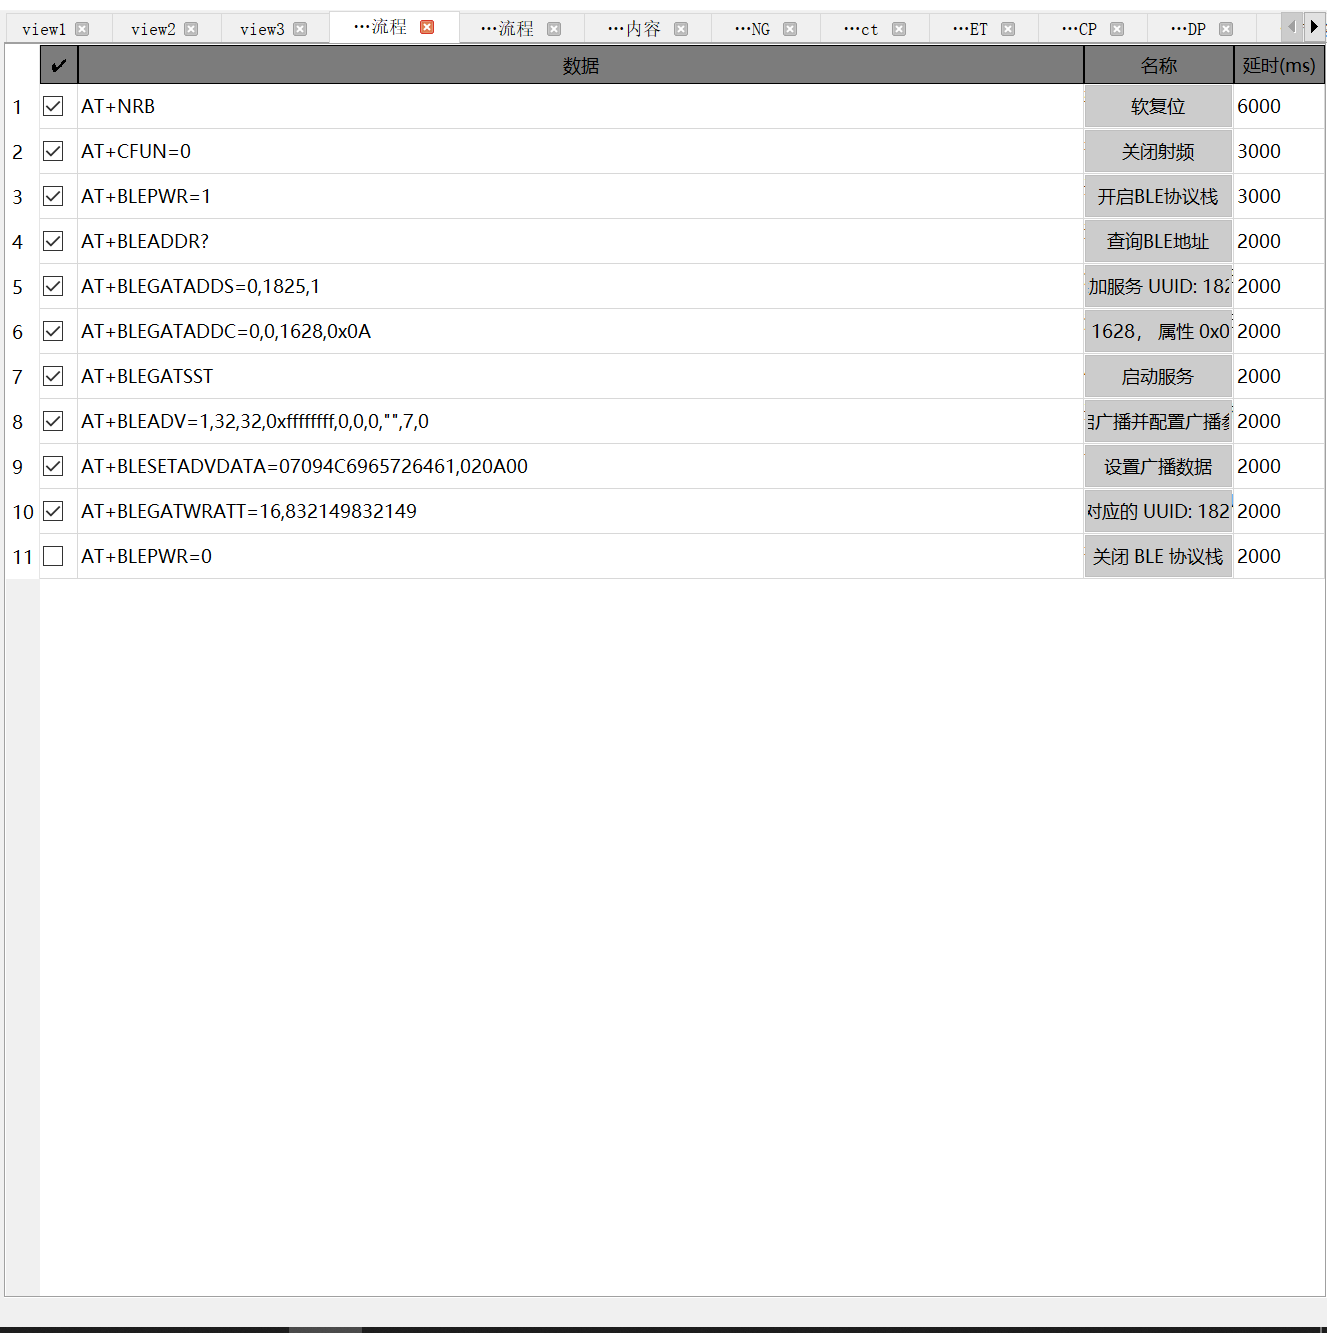 view1 view2 view3 …流程 …流程 …内容 …NG …ct …ET …CP …DP
✔ 数据 名称 延时(ms)
1 AT+NRB 软复位 6000
2 AT+CFUN=0 关闭射频 3000
3 AT+BLEPWR=1 开启BLE协议栈 3000
4 AT+BLEADDR? 查询BLE地址 2000
5 AT+BLEGATADDS=0,1825,1 加服务 UUID: 182 2000
6 AT+BLEGATADDC=0,0,1628,0x0A 1628， 属性 0x0 2000
7 AT+BLEGATSST 启动服务 2000
8 AT+BLEADV=1,32,32,0xffffffff,0,0,0,"",7,0 广播并配置广播 2000
9 AT+BLESETADVDATA=07094C6965726461,020A00 设置广播数据 2000
10 AT+BLEGATWRATT=16,832149832149 对应的 UUID: 182 2000
11 AT+BLEPWR=0 关闭 BLE 协议栈 2000